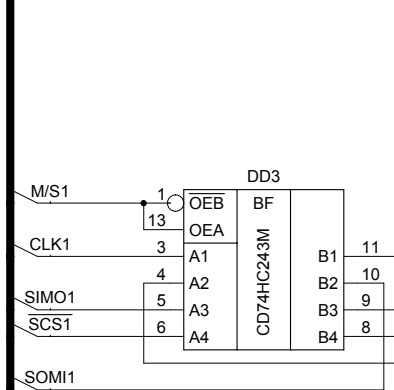 DD3
M/S1
1
OEB
BF
13
OEA
CLK1
3
A1
B1
11
4
A2
B2
10
SIMO1
5
A3
B3
9
SCS1
6
A4
B4
8
CD74HC243M
SOMI1